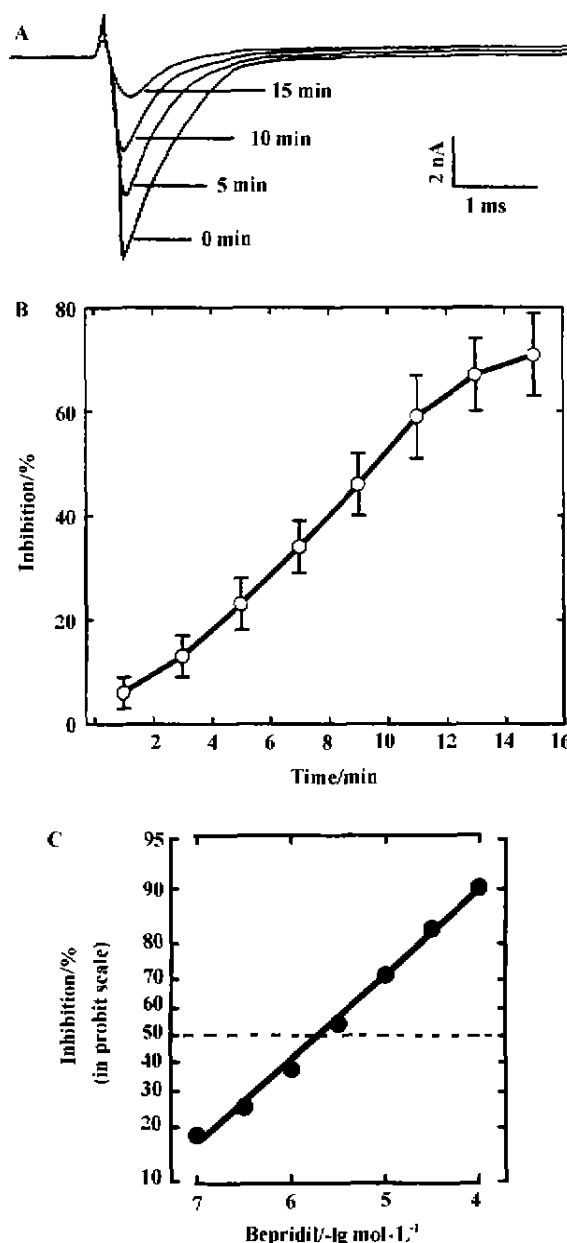 A
15 min
10 min
5 min
0 min
2 nA
1 ms
B
80
60
40
20
0
Inhibition/%
2 4 6 8 10 12 14 16
Time/min
C
95
90
80
70
60
50
40
30
20
10
Inhibition/%
(in probit scale)
7 6 5 4
Bepridil/-lg mol·L⁻¹